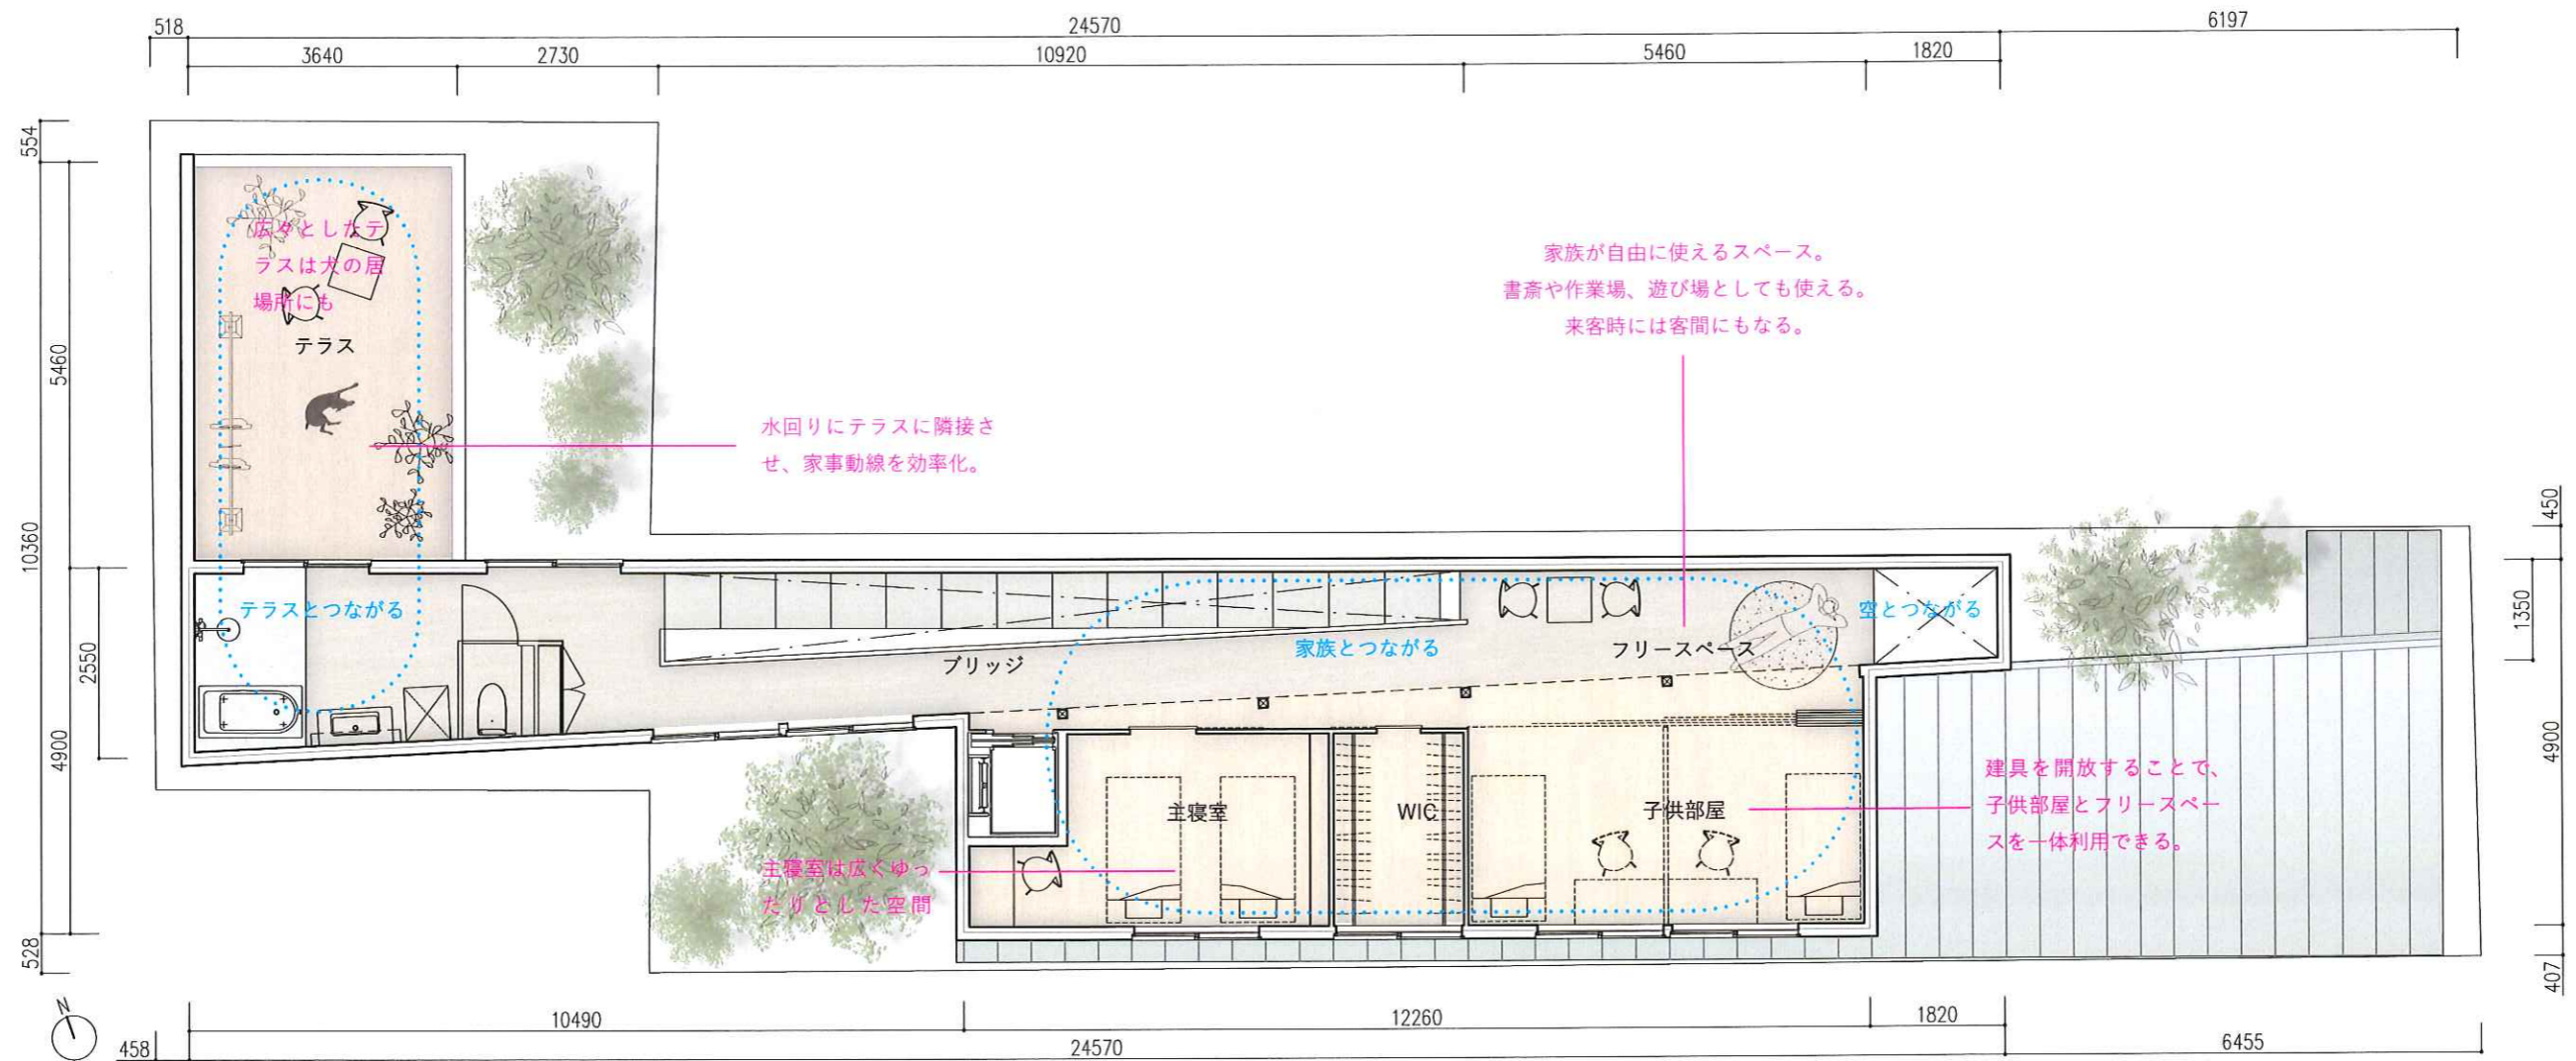 518
24570
6197
3640
2730
10920
5460
1820
554
5460
10360
2550
4900
528
広々としたテ
ラスは犬の居
場所にも
テラス
水回りにテラスに隣接さ
せ、家事動線を効率化。
家族が自由に使えるスペース。
書斎や作業場、遊び場としても使える。
来客時には客間にもなる。
テラスとつながる
ブリッジ
家族とつながる
フリースペース
空とつながる
主寝室
WIC
子供部屋
主寝室は広くゆっ
たりとした空間
建具を開放することで、
子供部屋とフリースペー
スを一体利用できる。
450
1350
4900
407
N
10490
12260
1820
458
24570
6455